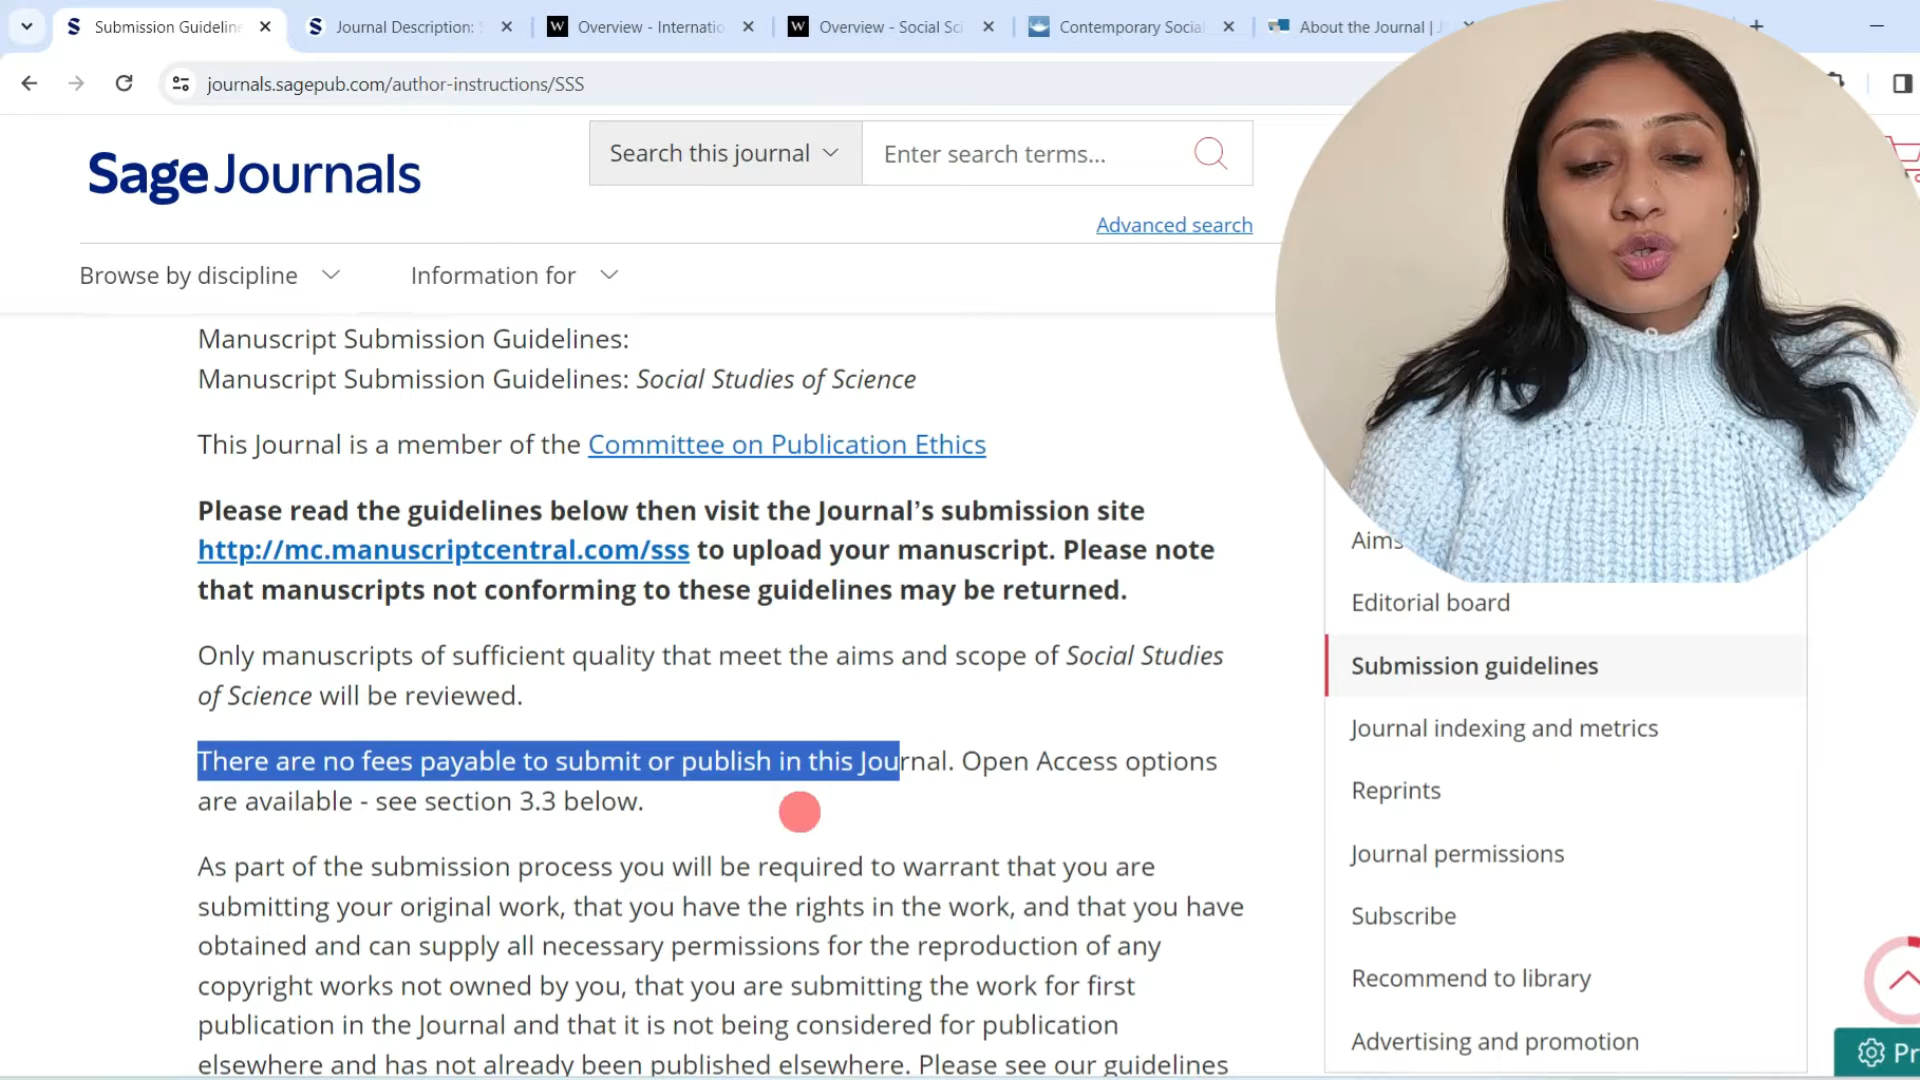 Submission Guideline
Journal Description: S
Overview - Internatio
Overview - Social Sci
Contemporary Social
About the Journal | J
journals.sagepub.com/author-instructions/SSS
Sage Journals
Search this journal
Enter search terms...
Advanced search
Browse by discipline
Information for
Manuscript Submission Guidelines:
Manuscript Submission Guidelines: Social Studies of Science
This Journal is a member of the Committee on Publication Ethics
Please read the guidelines below then visit the Journal’s submission site
http://mc.manuscriptcentral.com/sss to upload your manuscript. Please note
that manuscripts not conforming to these guidelines may be returned.
Only manuscripts of sufficient quality that meet the aims and scope of Social Studies
of Science will be reviewed.
There are no fees payable to submit or publish in this Journal. Open Access options
are available - see section 3.3 below.
As part of the submission process you will be required to warrant that you are
submitting your original work, that you have the rights in the work, and that you have
obtained and can supply all necessary permissions for the reproduction of any
copyright works not owned by you, that you are submitting the work for first
publication in the Journal and that it is not being considered for publication
elsewhere and has not already been published elsewhere. Please see our guidelines
Aims
Editorial board
Submission guidelines
Journal indexing and metrics
Reprints
Journal permissions
Subscribe
Recommend to library
Advertising and promotion
Pr